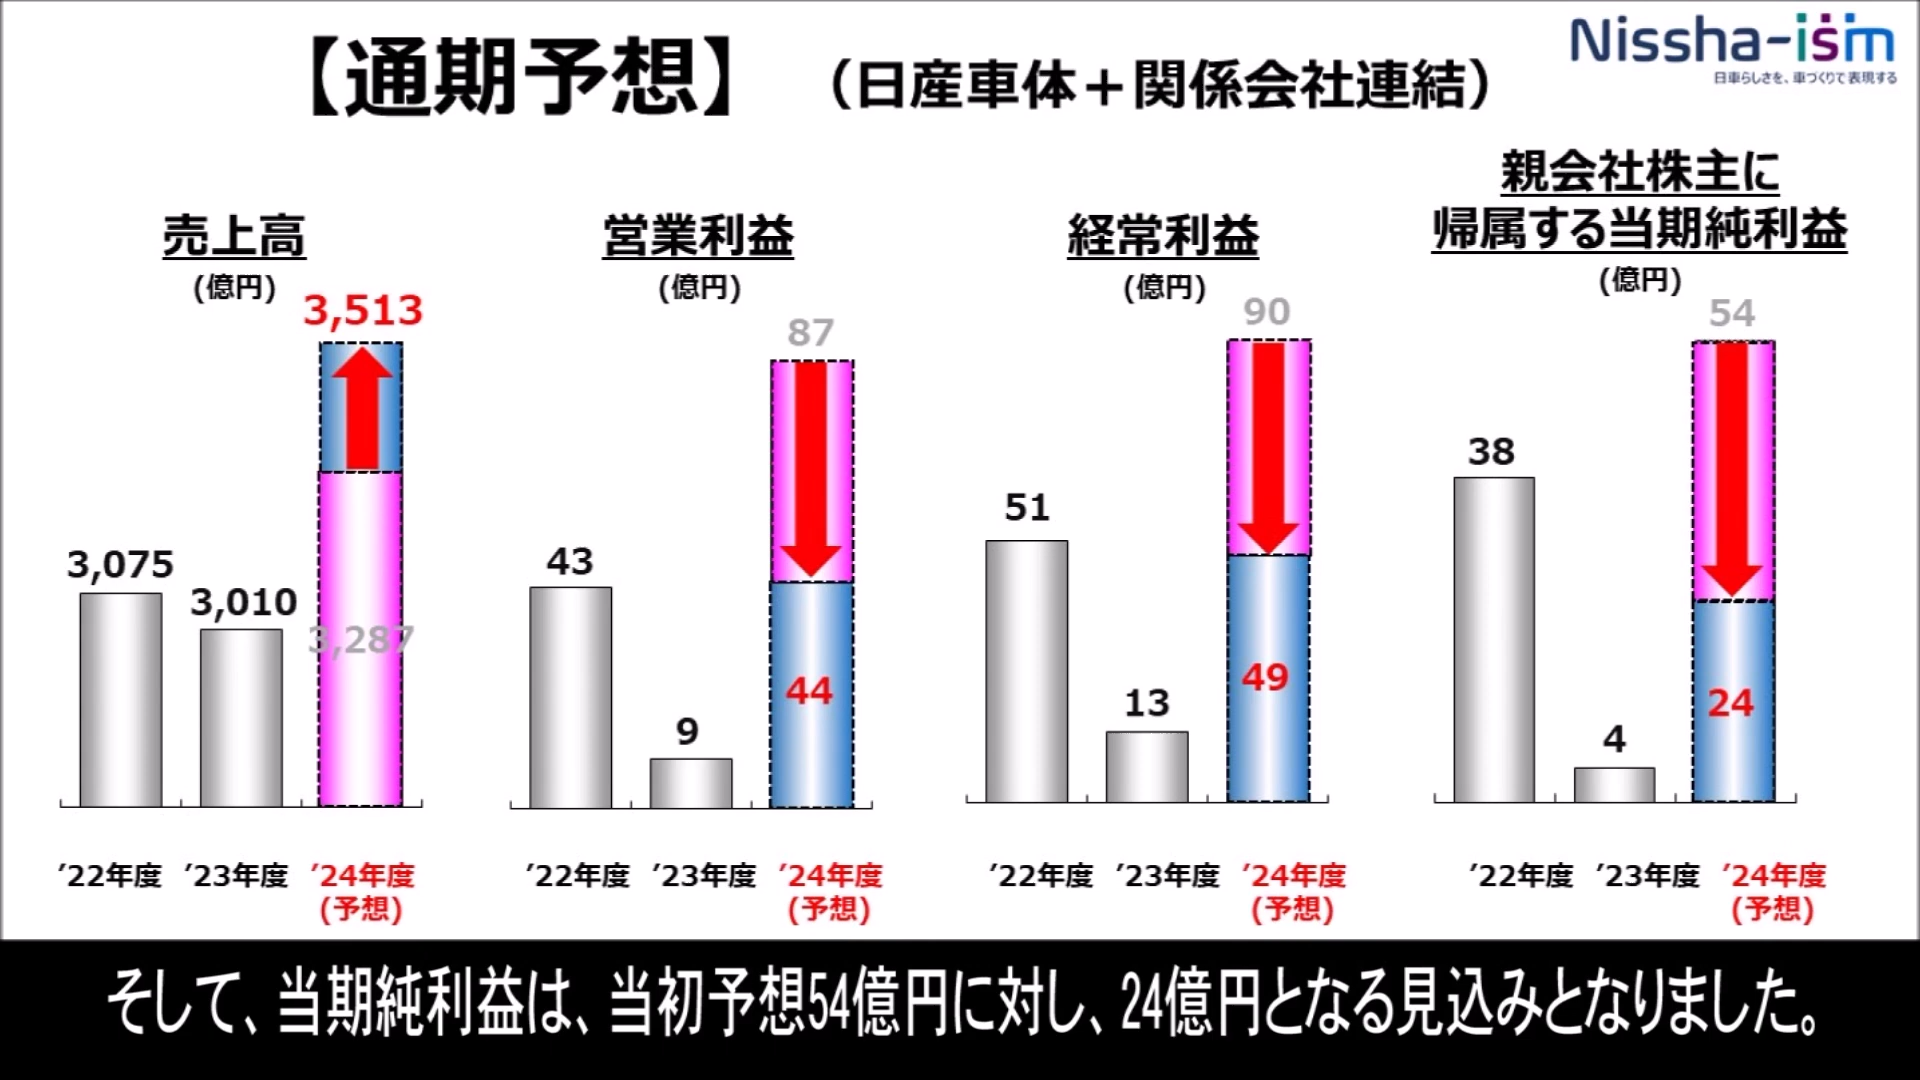 【通期予想】 （日産車体＋関係会社連結）
Nissha-ism
日車らしさを、車づくりで表現する
売上高
(億円)
3,513
3,075
3,010
3,287
’22年度 ’23年度 ’24年度
(予想)
営業利益
(億円)
87
43
9
44
’22年度 ’23年度 ’24年度
(予想)
経常利益
(億円)
90
51
13
49
’22年度 ’23年度 ’24年度
(予想)
親会社株主に
帰属する当期純利益
(億円)
54
38
4
24
’22年度 ’23年度 ’24年度
(予想)
そして、当期純利益は、当初予想54億円に対し、24億円となる見込みとなりました。